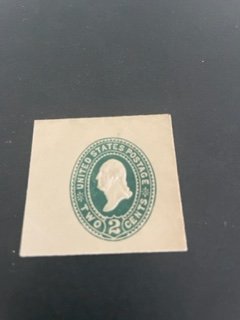 UNITED STATES POSTAGE
TWO 2 CENTS